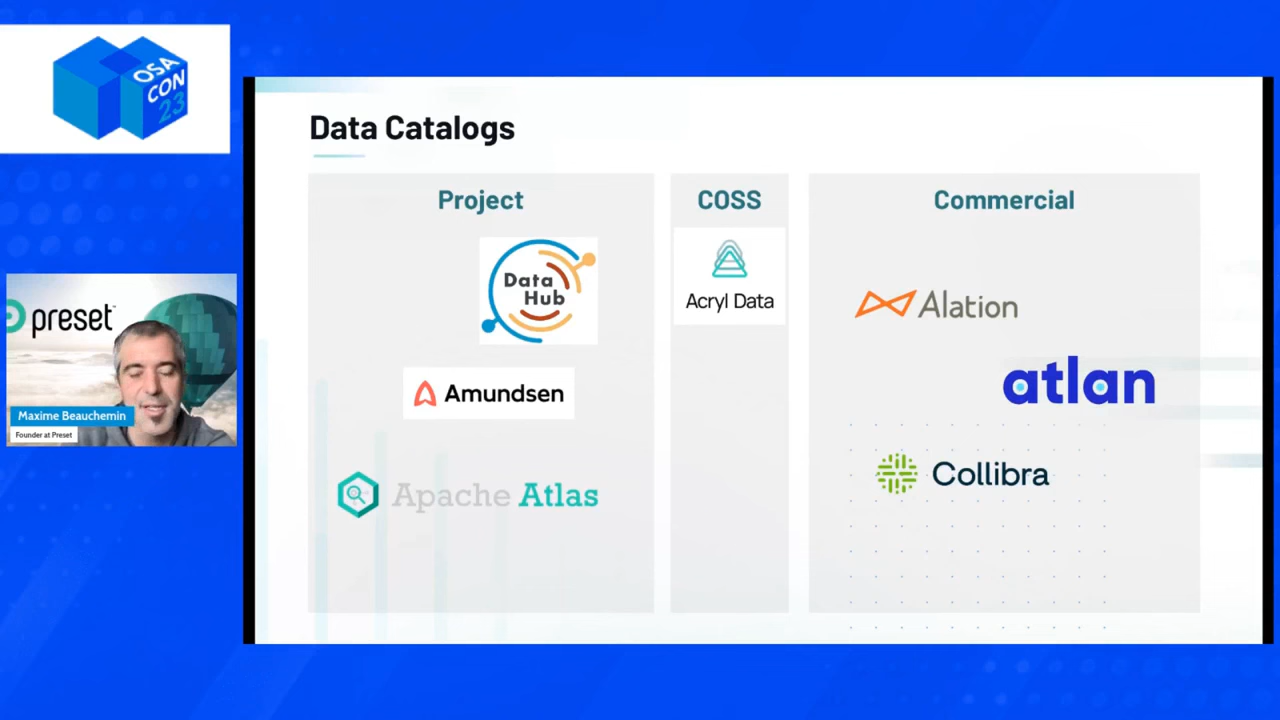 OSA
CON
23
Data Catalogs
Project
COSS
Commercial
Data
Hub
Acryl Data
Alation
Amundsen
atlan
Apache Atlas
Collibra
preset
Maxime Beauchemin
Founder at Preset